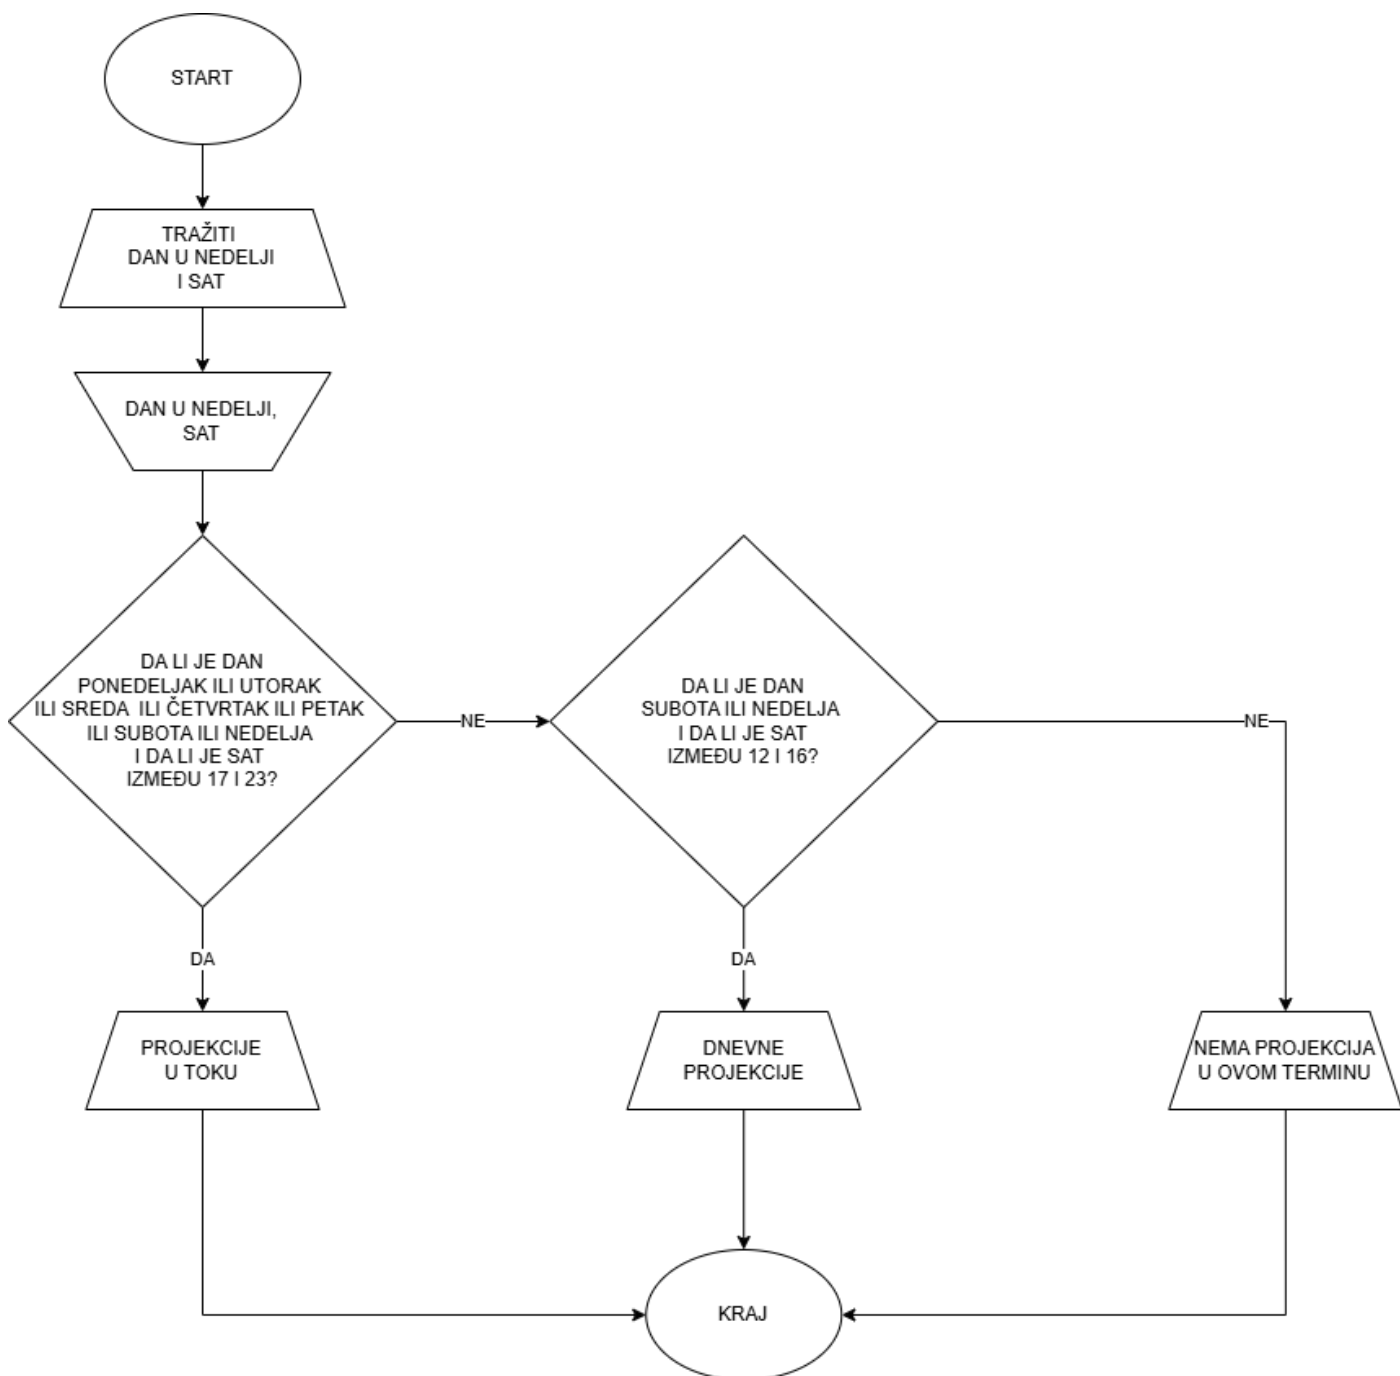 START
TRAŽITI
DAN U NEDELJI
I SAT
DAN U NEDELJI,
SAT
DA LI JE DAN
PONEDELJAK ILI UTORAK
ILI SREDA ILI ČETVRTAK ILI PETAK
ILI SUBOTA ILI NEDELJA
I DA LI JE SAT
IZMEĐU 17 I 23?
NE
DA LI JE DAN
SUBOTA ILI NEDELJA
I DA LI JE SAT
IZMEĐU 12 I 16?
NE
DA
DA
PROJEKCIJE
U TOKU
DNEVNE
PROJEKCIJE
NEMA PROJEKCIJA
U OVOM TERMINU
KRAJ